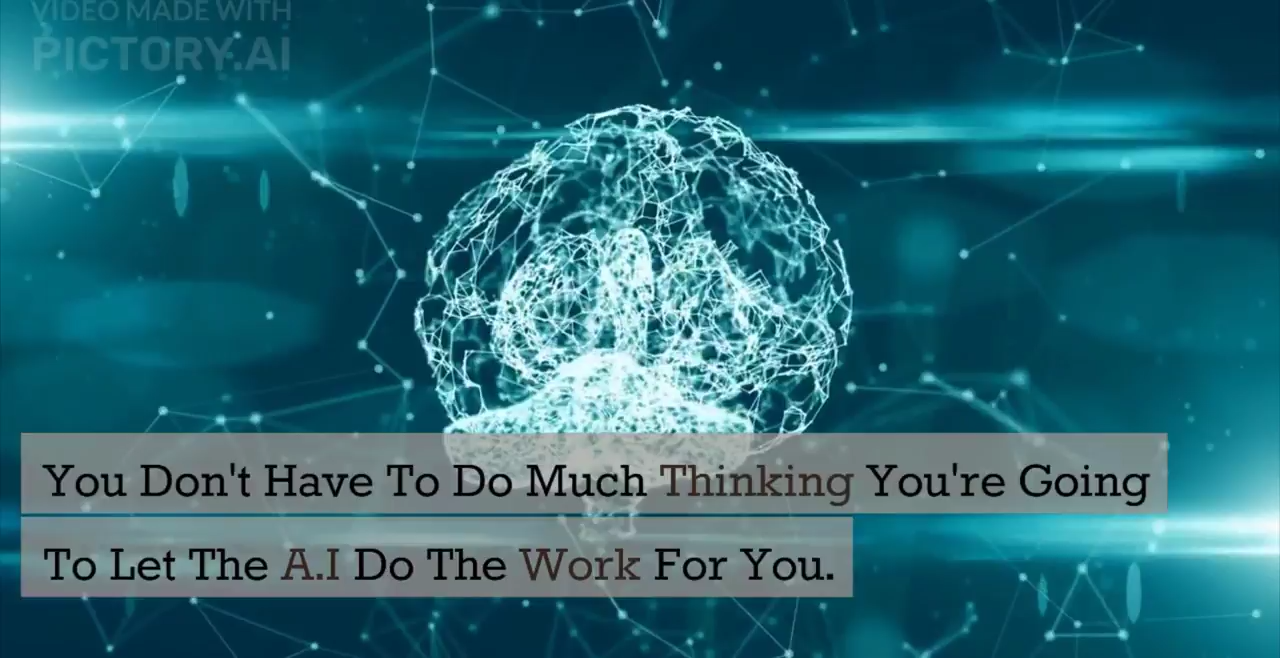 VIDEO MADE WITH
PICTORY.AI
You Don't Have To Do Much Thinking You're Going
To Let The A.I Do The Work For You.